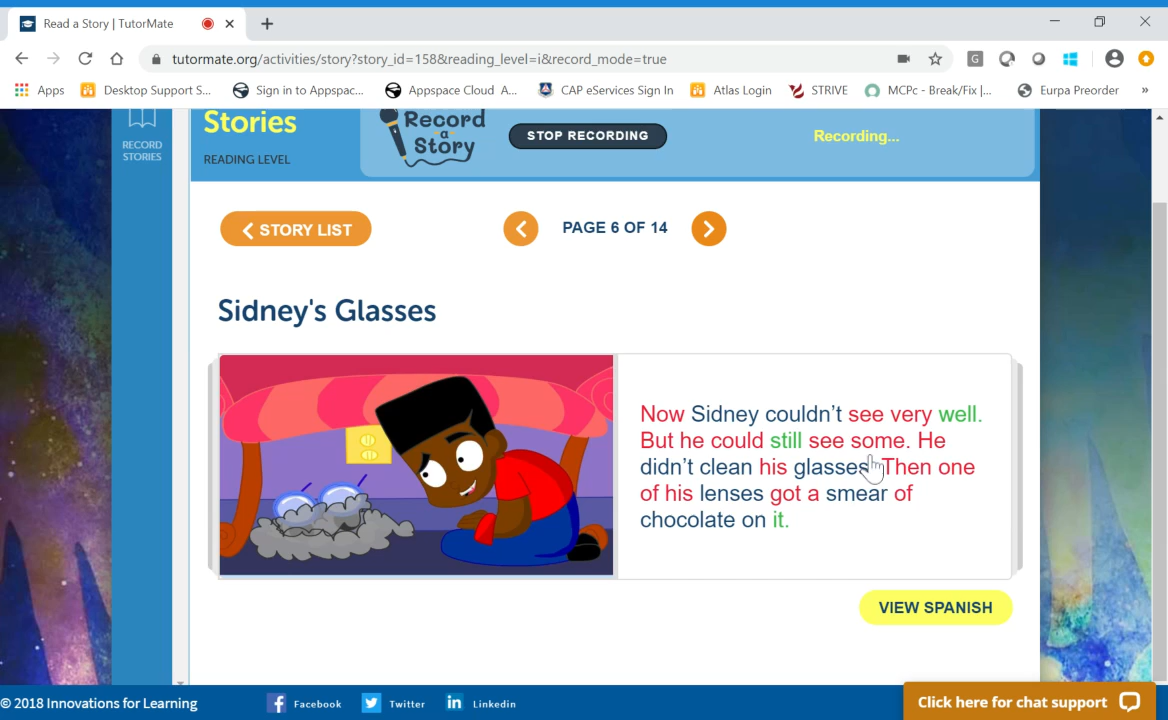 Read a Story | TutorMate
tutormate.org/activities/story?story_id=158&reading_level=i&record_mode=true
Apps Desktop Support S... Sign in to Appspac... Appspace Cloud A... CAP eServices Sign In Atlas Login STRIVE MCPc - Break/Fix |... Eurpa Preorder »
RECORD
STORIES
Stories
READING LEVEL
Record
a
Story
STOP RECORDING
Recording...
STORY LIST
PAGE 6 OF 14
Sidney's Glasses
Now Sidney couldn’t see very well.
But he could still see some. He
didn’t clean his glasses. Then one
of his lenses got a smear of
chocolate on it.
VIEW SPANISH
© 2018 Innovations for Learning
Facebook
Twitter
in Linkedin
Click here for chat support